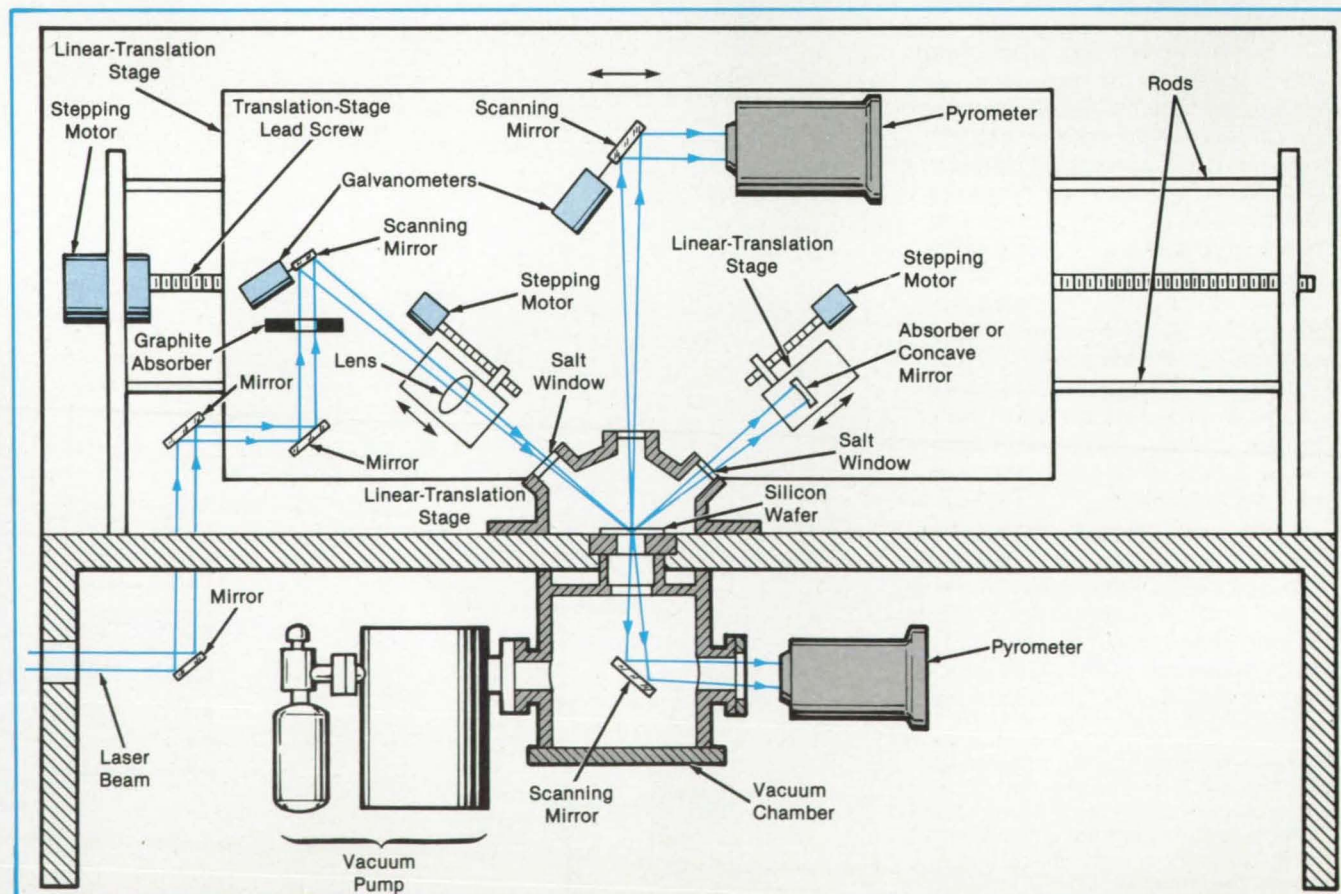 Linear-Translation
Stage
Stepping
Motor
Translation-Stage
Lead Screw
Scanning
Mirror
Pyrometer
Rods
Galvanometers
Scanning
Mirror
Linear-Translation
Stage
Stepping
Motor
Stepping
Motor
Graphite
Absorber
Lens
Salt
Window
Absorber or
Concave
Mirror
Mirror
Mirror
Salt
Window
Linear-Translation
Stage
Silicon
Wafer
Mirror
Pyrometer
Laser
Beam
Scanning
Mirror
Vacuum
Chamber
Vacuum
Pump